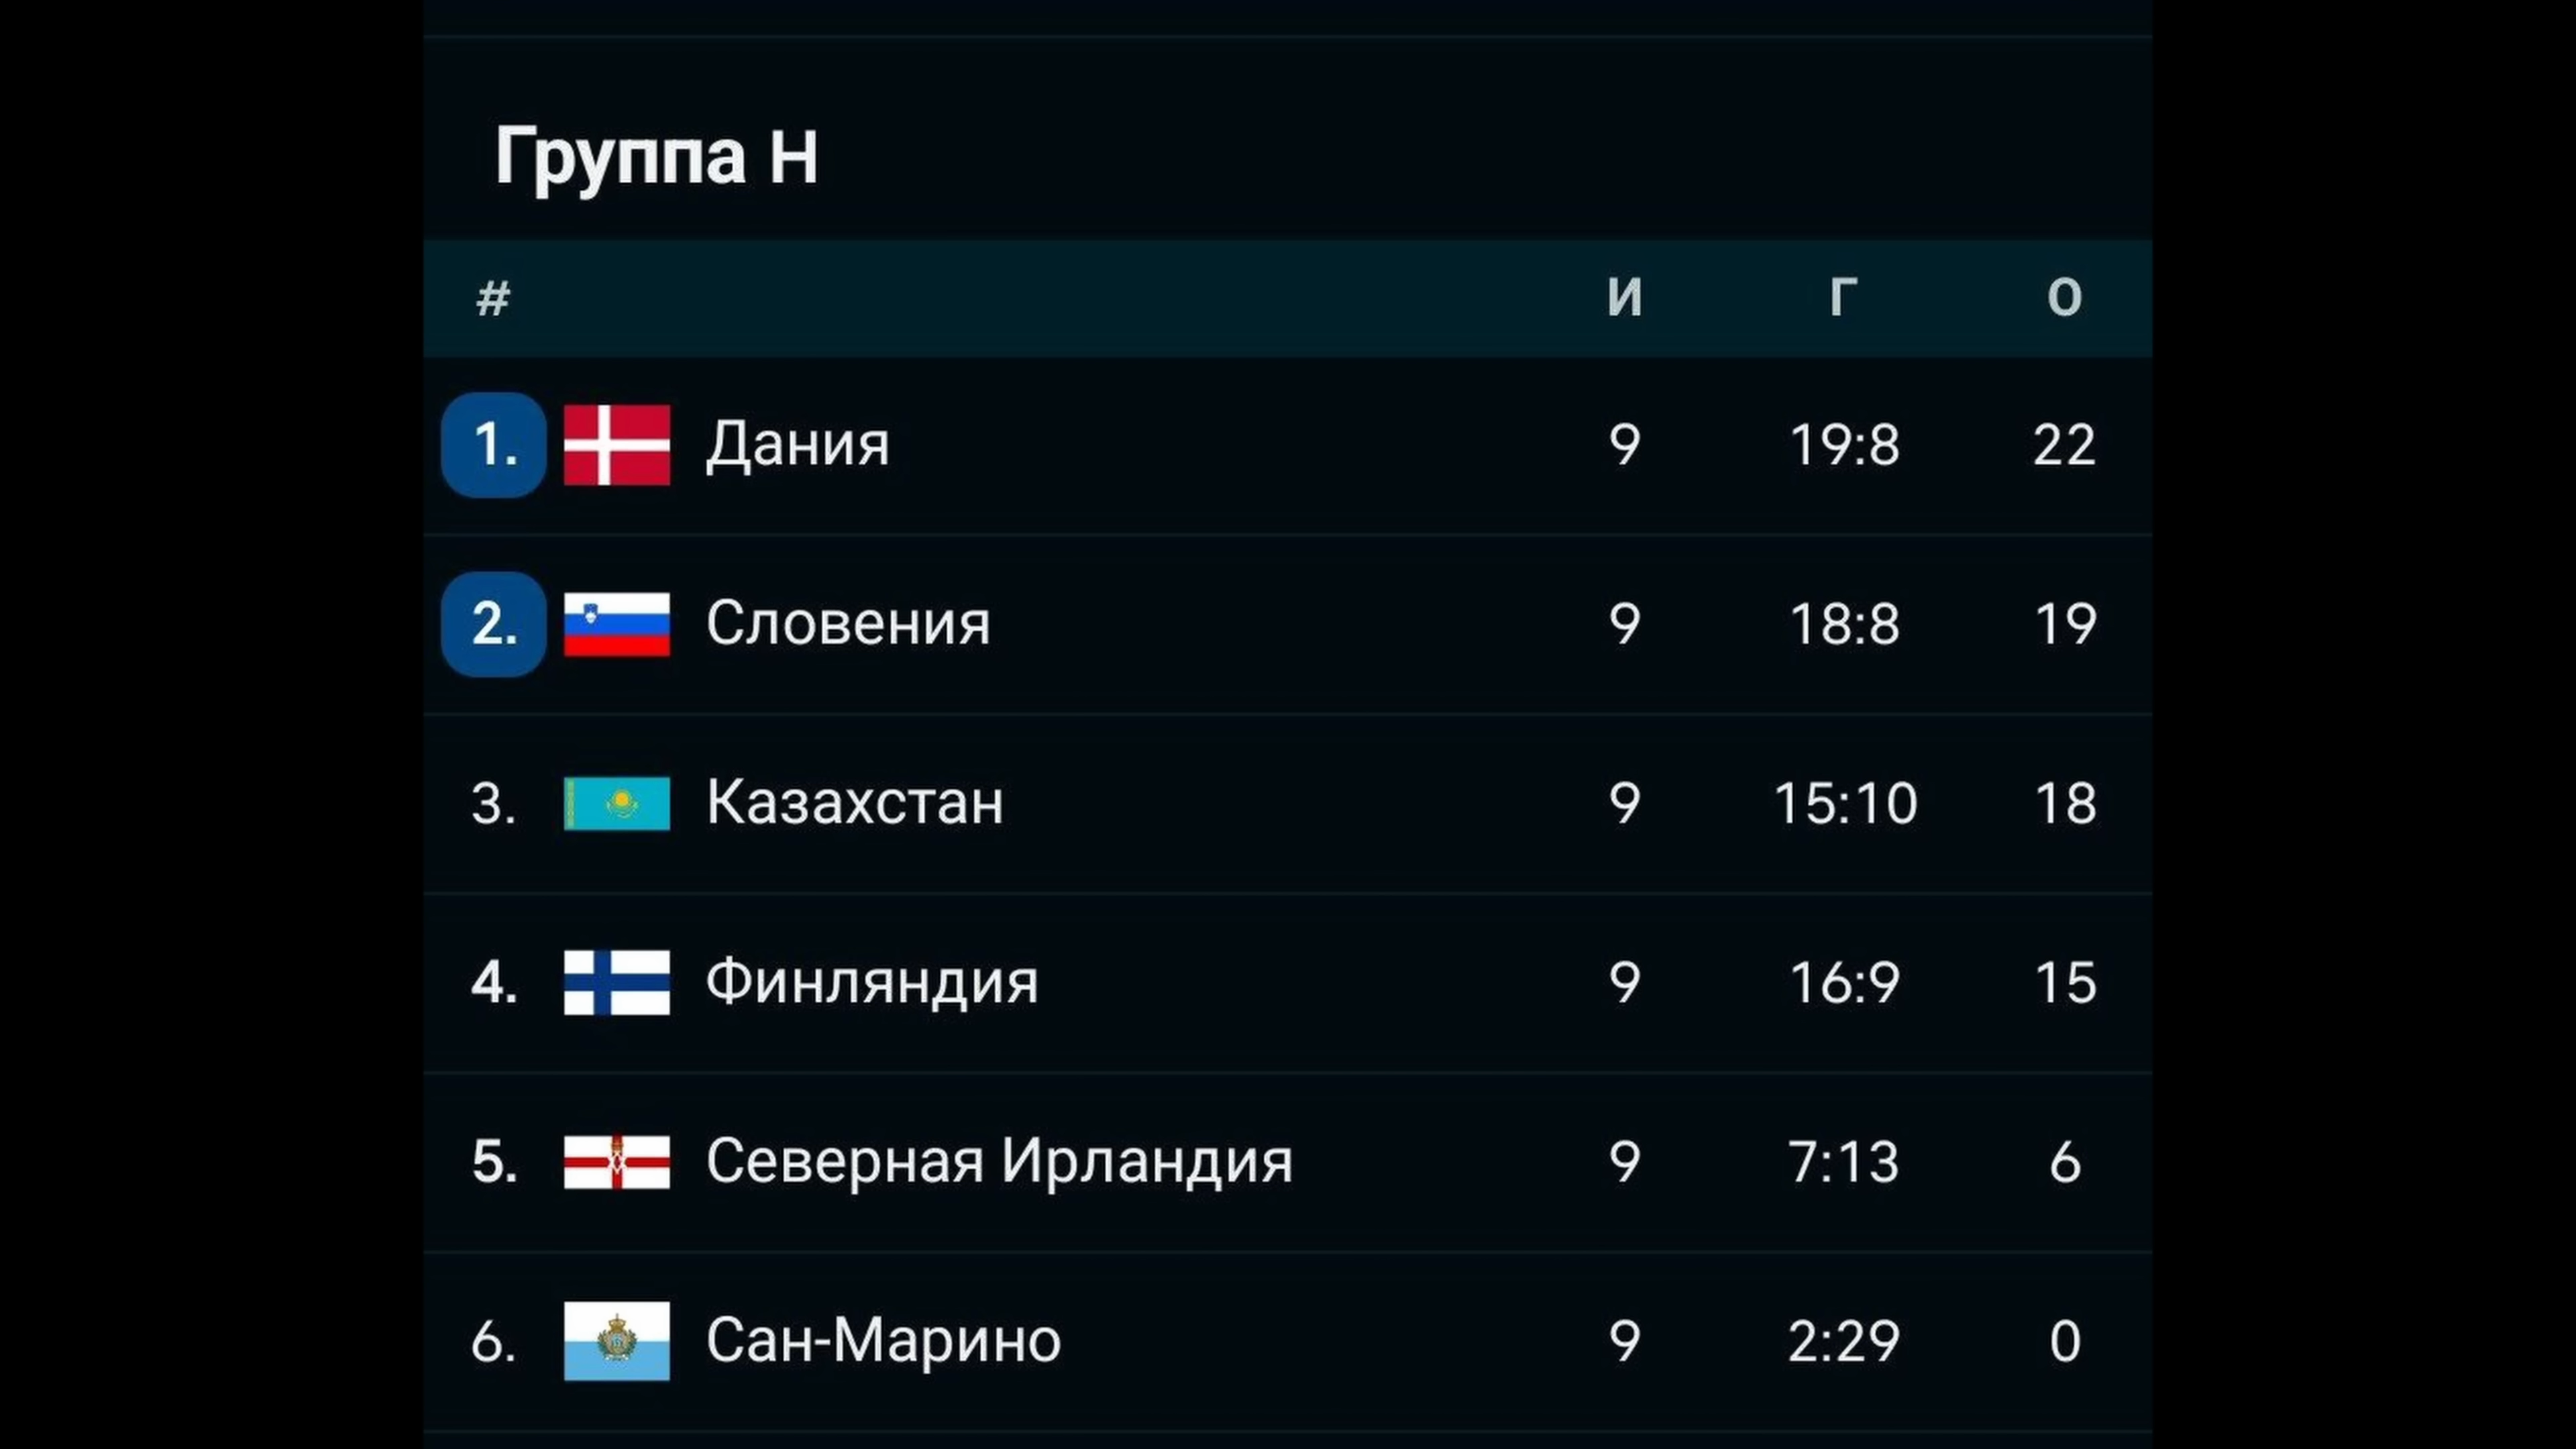 Группа H
# И Г О
1. Дания 9 19:8 22
2. Словения 9 18:8 19
3. Казахстан 9 15:10 18
4. Финляндия 9 16:9 15
5. Северная Ирландия 9 7:13 6
6. Сан-Марино 9 2:29 0